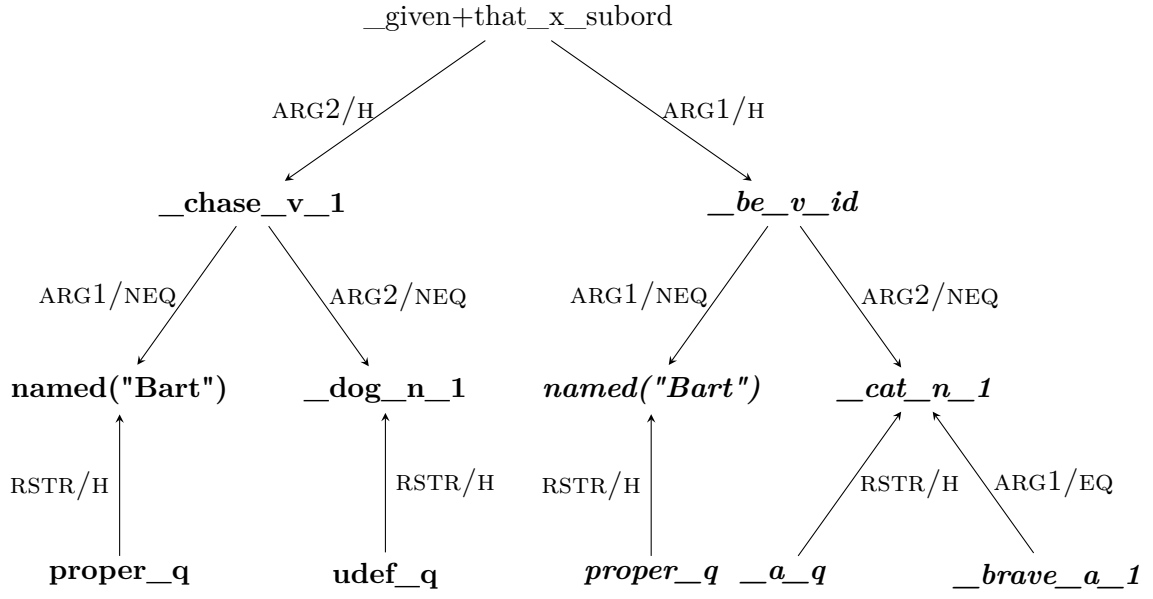 _given+that_x_subord
ARG2/H ARG1/H
_chase_v_1 _be_v_id
ARG1/NEQ ARG2/NEQ ARG1/NEQ ARG2/NEQ
named("Bart") _dog_n_1 named("Bart") _cat_n_1
RSTR/H RSTR/H RSTR/H RSTR/H ARG1/EQ
proper_q udef_q proper_q _a_q _brave_a_1